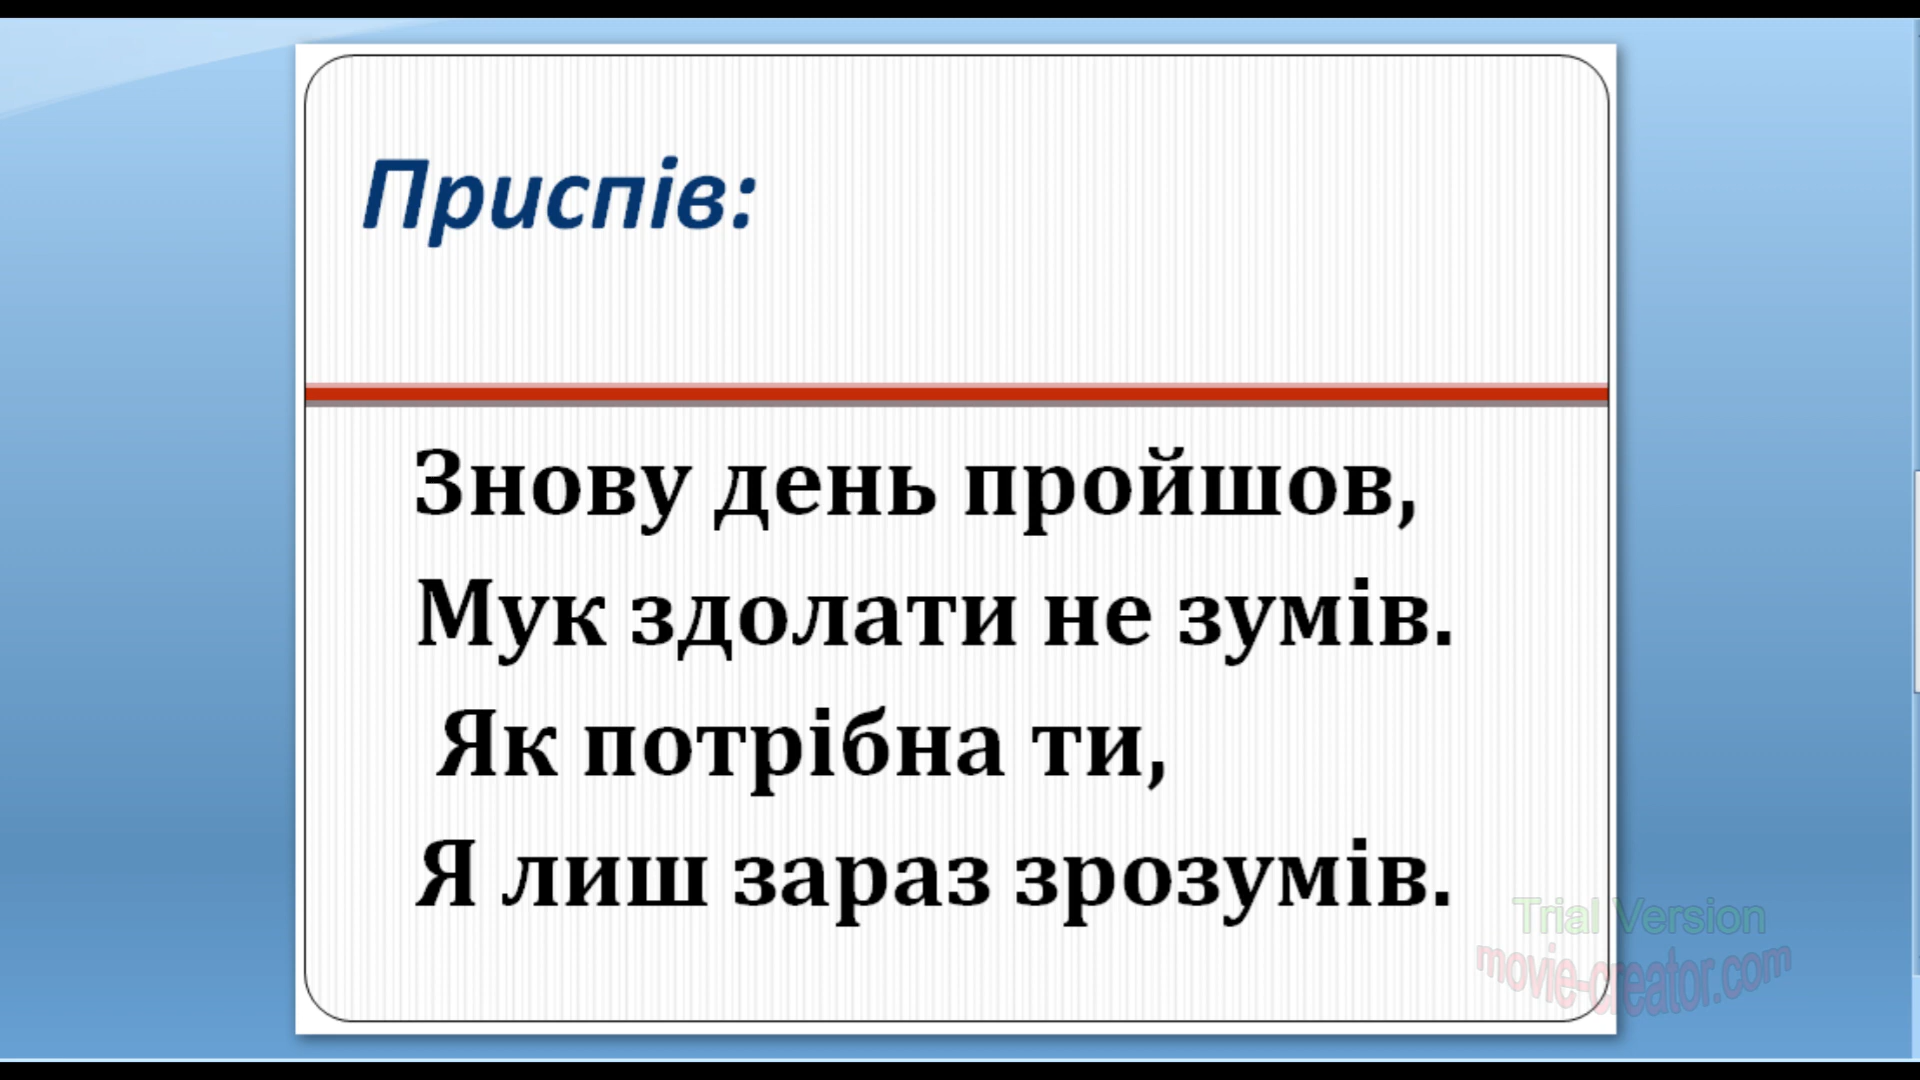 Приспів:
Знову день пройшов,
Мук здолати не зумів.
Як потрібна ти,
Я лиш зараз зрозумів.
Trial Version
movie-creator.com